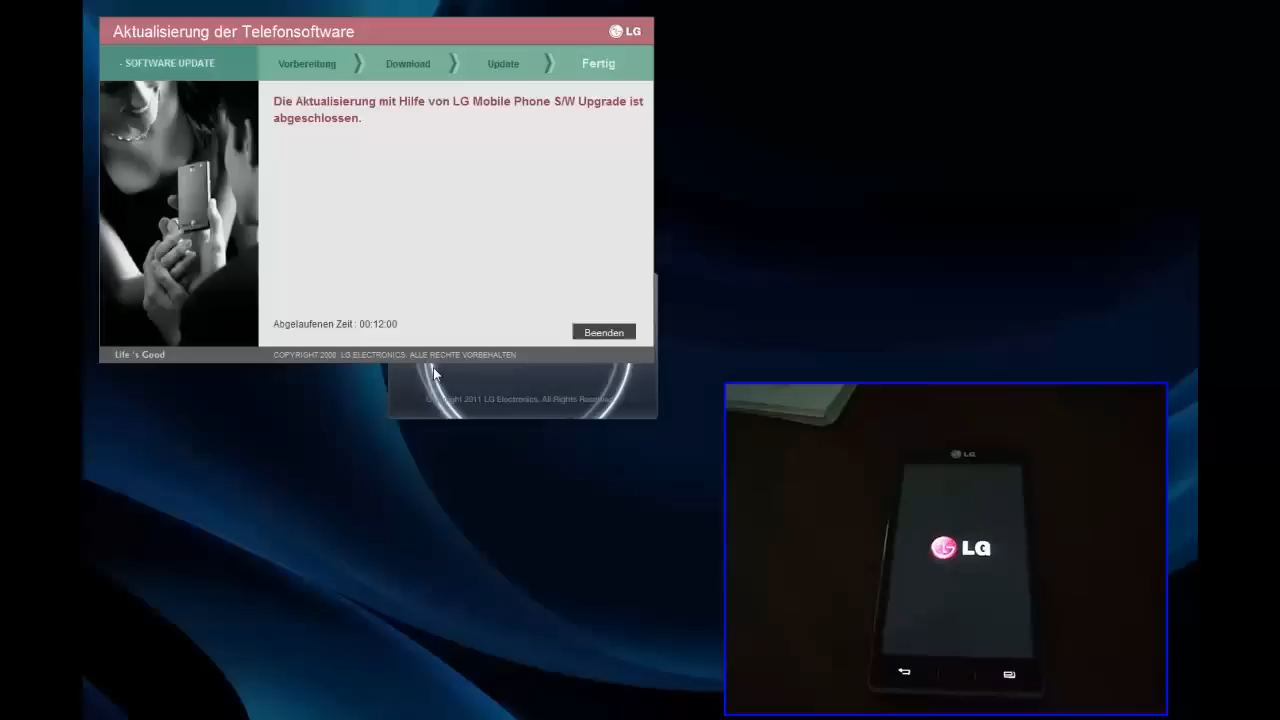 Aktualisierung der Telefonsoftware
LG
- SOFTWARE UPDATE
Vorbereitung
Download
Update
Fertig
Die Aktualisierung mit Hilfe von LG Mobile Phone S/W Upgrade ist
abgeschlossen.
Abgelaufenen Zeit : 00:12:00
Beenden
Life 's Good
COPYRIGHT 2008 LG ELECTRONICS. ALLE RECHTE VORBEHALTEN
2011 LG Electronics. All Rights
LG
LG